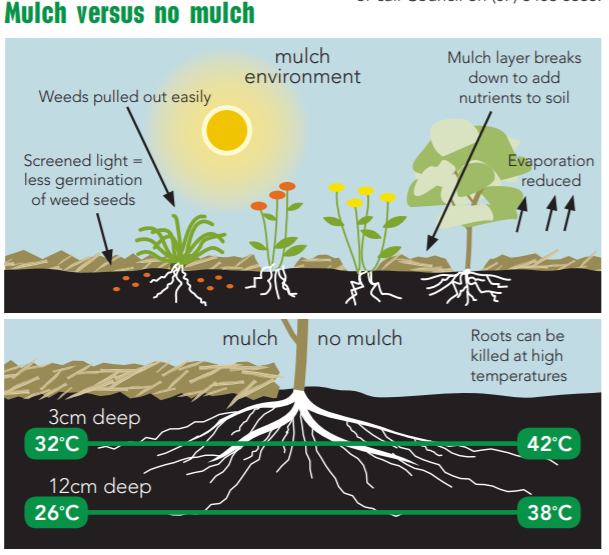 Mulch versus no mulch
mulch
environment
Mulch layer breaks
down to add
nutrients to soil
Weeds pulled out easily
Screened light =
less germination
of weed seeds
Evaporation
reduced
mulch
no mulch
Roots can be
killed at high
temperatures
3cm deep
32°C
42°C
12cm deep
26°C
38°C